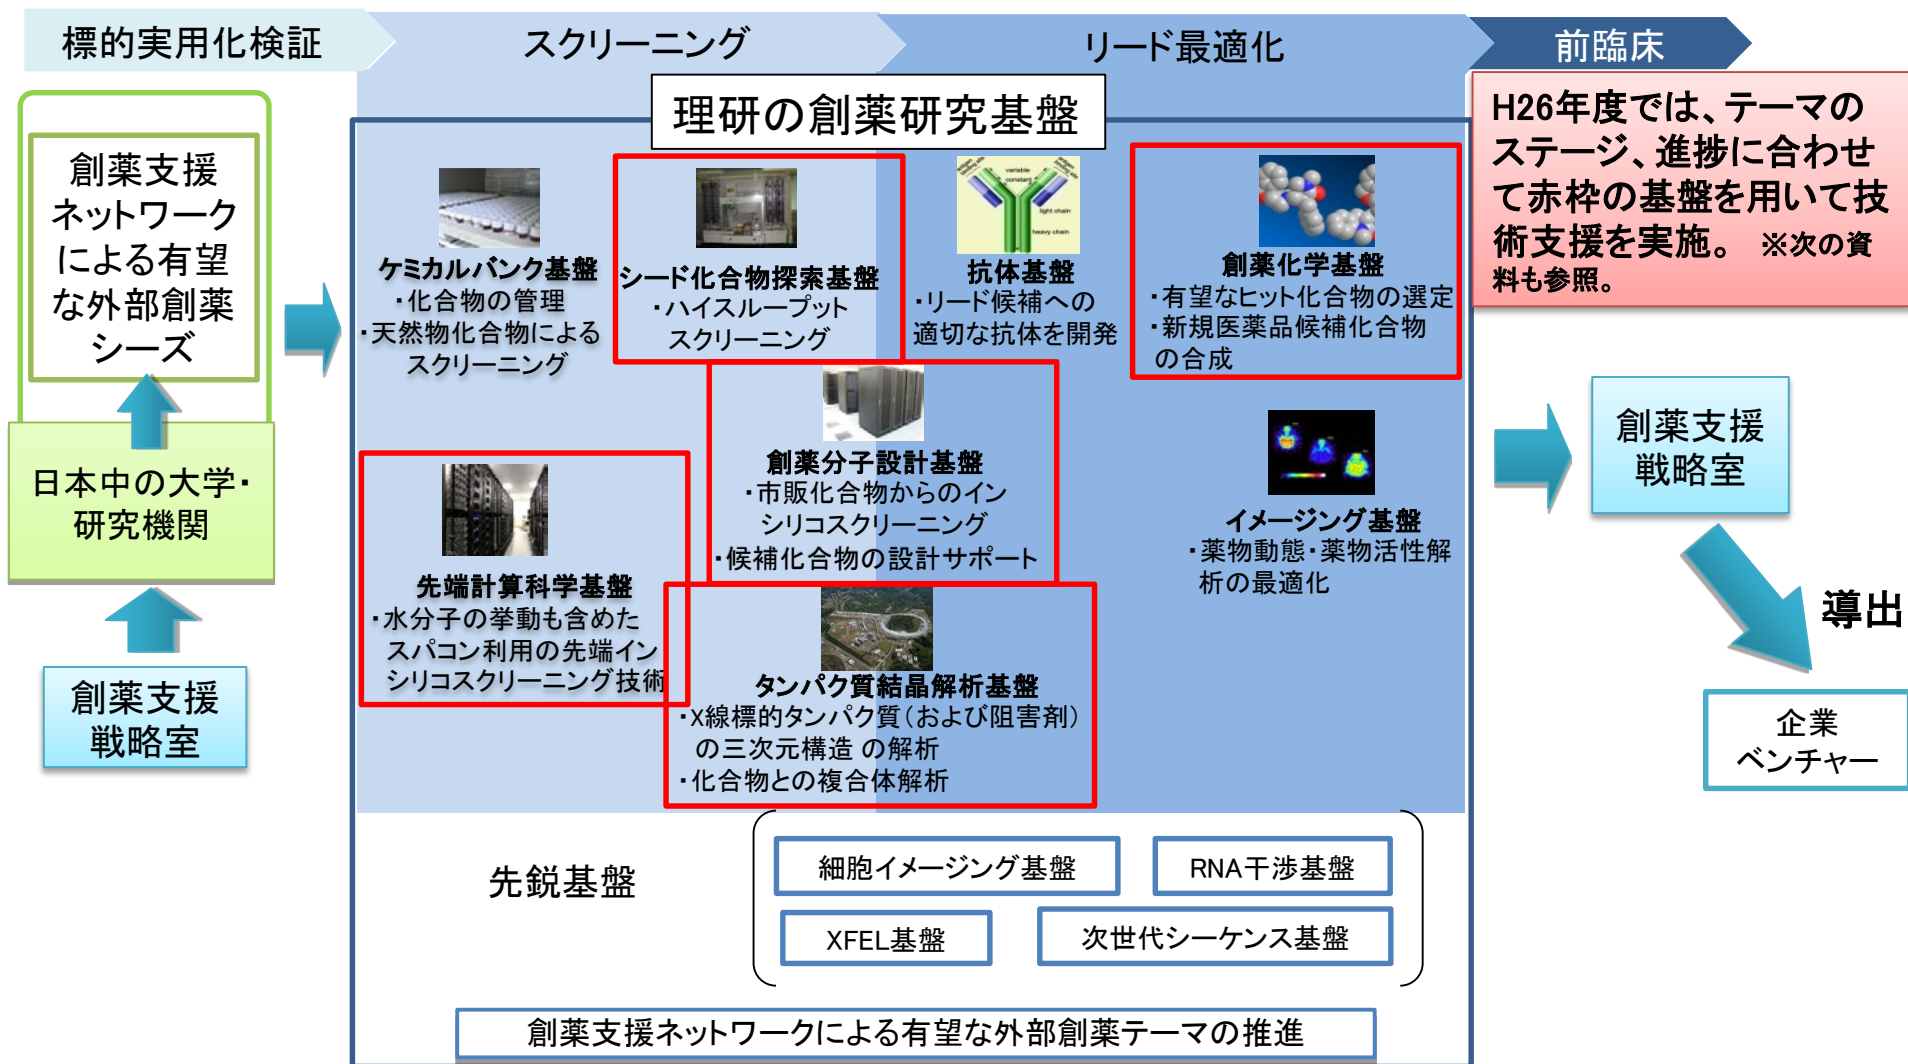 標的実用化検証
スクリーニング
リード最適化
前臨床
理研の創薬研究基盤
H26年度では、テーマの
ステージ、進捗に合わせ
て赤枠の基盤を用いて技
術支援を実施。 ※次の資
料も参照。
創薬支援
ネットワーク
による有望
な外部創薬
シーズ
日本中の大学・
研究機関
創薬支援
戦略室
ケミカルバンク基盤
・化合物の管理
・天然物化合物による
スクリーニング
シード化合物探索基盤
・ハイスループット
スクリーニング
variable
constant
light chain
heavy chain
抗体基盤
・リード候補への
適切な抗体を開発
創薬化学基盤
・有望なヒット化合物の選定
・新規医薬品候補化合物
の合成
創薬分子設計基盤
・市販化合物からのイン
シリコスクリーニング
・候補化合物の設計サポート
先端計算科学基盤
・水分子の挙動も含めた
スパコン利用の先端イン
シリコスクリーニング技術
イメージング基盤
・薬物動態・薬物活性解
析の最適化
タンパク質結晶解析基盤
・X線標的タンパク質（および阻害剤）
の三次元構造 の解析
・化合物との複合体解析
創薬支援
戦略室
導出
企業
ベンチャー
先鋭基盤
細胞イメージング基盤
RNA干渉基盤
XFEL基盤
次世代シーケンス基盤
創薬支援ネットワークによる有望な外部創薬テーマの推進